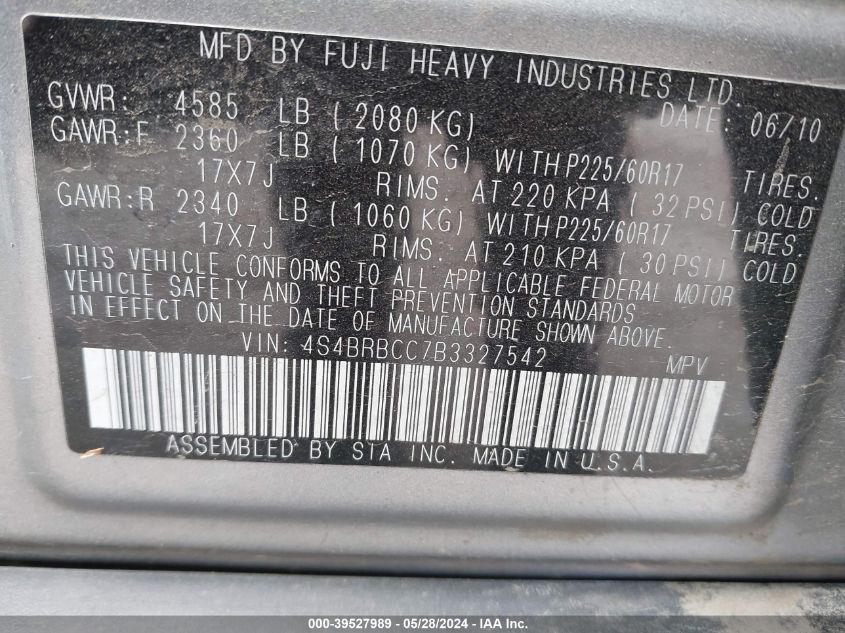 MFD BY FUJI HEAVY INDUSTRIES LTD.
GVWR: 4585 LB ( 2080 KG) DATE: 06/10
GAWR:F 2360 LB ( 1070 KG) WITH P225/60R17 TIRES.
17X7J RIMS. AT 220 KPA ( 32 PSI) COLD
GAWR:R 2340 LB ( 1060 KG) WITH P225/60R17 TIRES.
17X7J RIMS. AT 210 KPA ( 30 PSI) COLD
THIS VEHICLE CONFORMS TO ALL APPLICABLE FEDERAL MOTOR
VEHICLE SAFETY AND THEFT PREVENTION STANDARDS
IN EFFECT ON THE DATE OF MANUFACTURE SHOWN ABOVE.
VIN: 4S4BRBCC7B3327542 MPV
ASSEMBLED BY STA INC. MADE IN U.S.A.
000-39527989 - 05/28/2024 - IAA Inc.